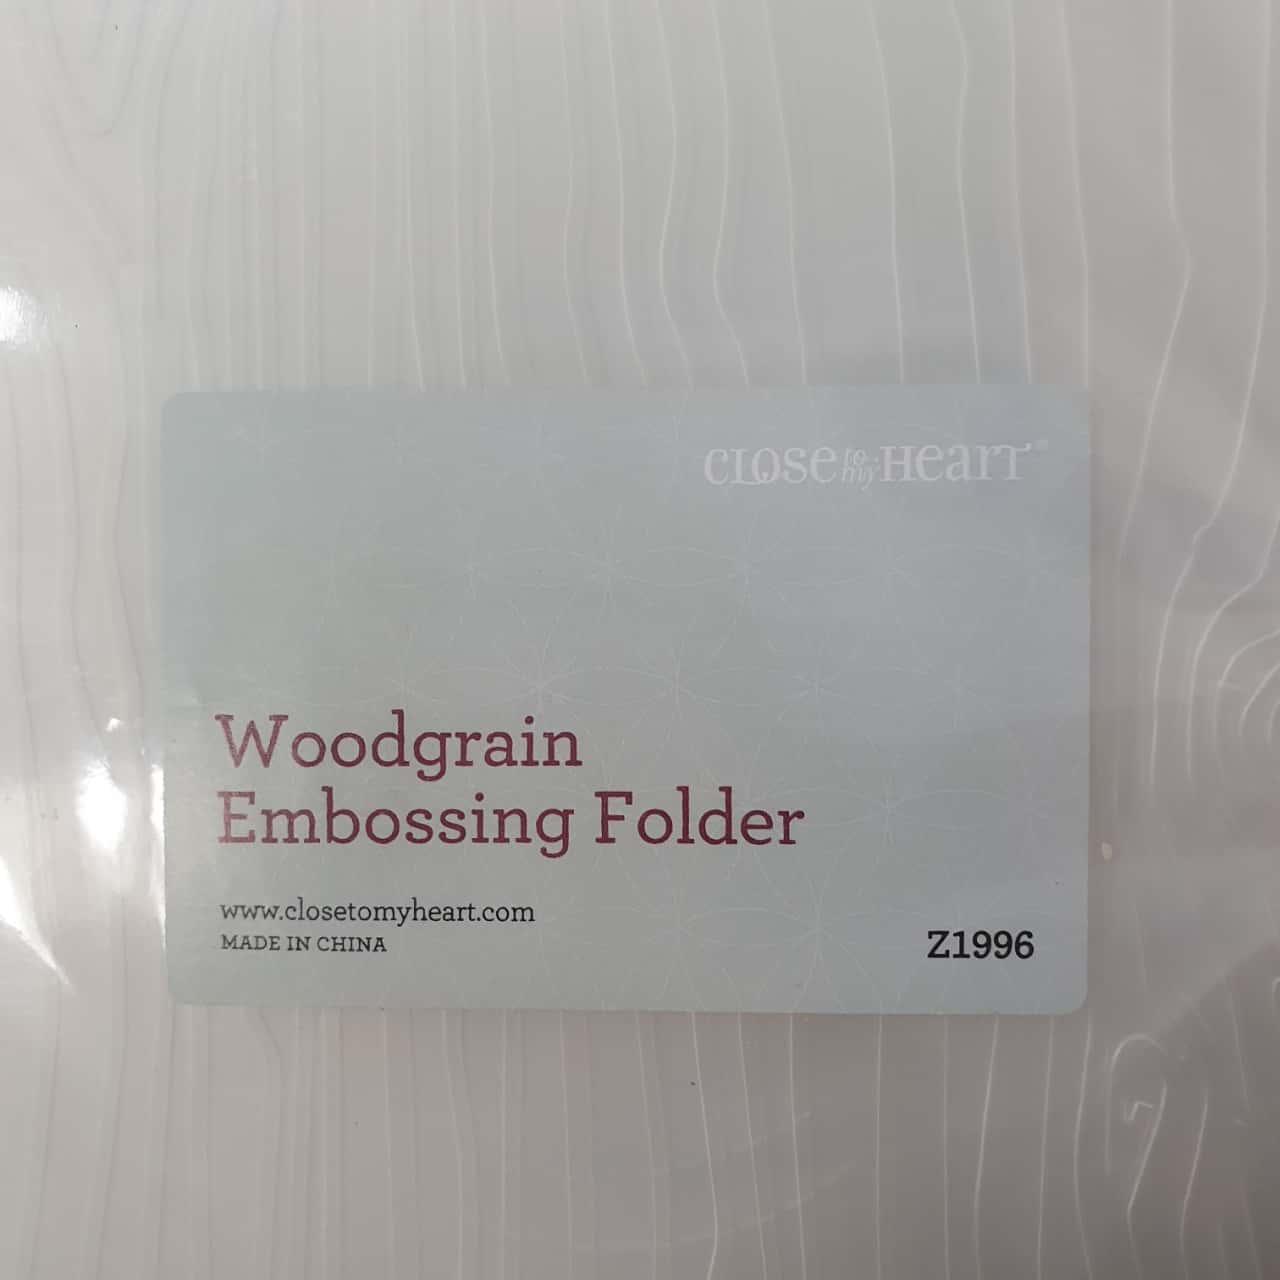 CLOSE to my HEART®
Woodgrain
Embossing Folder
www.closetomyheart.com
MADE IN CHINA
Z1996